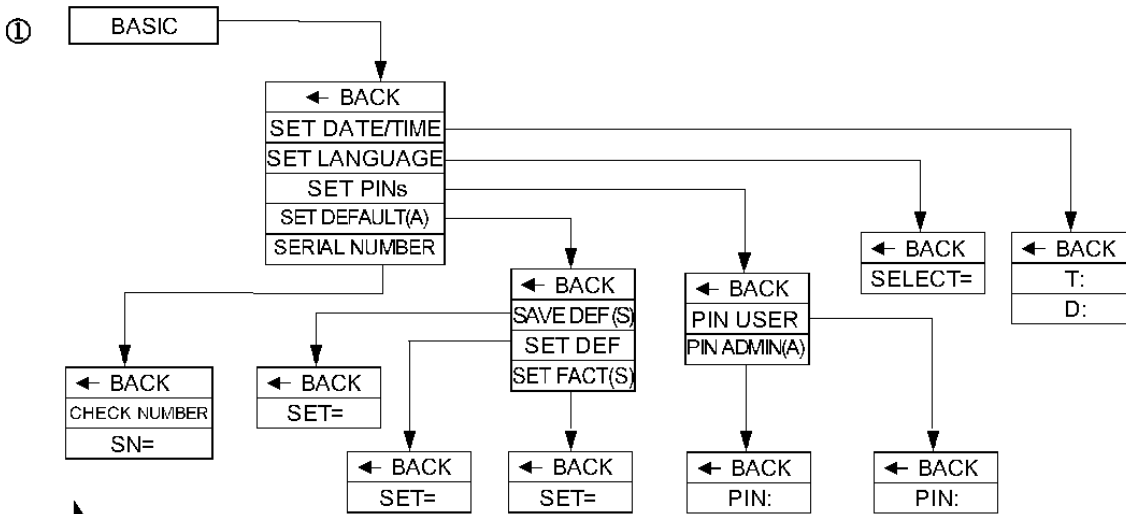 ①
BASIC
← BACK
SET DATE/TIME
SET LANGUAGE
SET PINs
SET DEFAULT(A)
SERIAL NUMBER
← BACK
SELECT=
← BACK
T:
D:
← BACK
SAVE DEF(S)
SET DEF
SET FACT(S)
← BACK
PIN USER
PIN ADMIN(A)
← BACK
CHECK NUMBER
SN=
← BACK
SET=
← BACK
SET=
← BACK
SET=
← BACK
PIN:
← BACK
PIN: